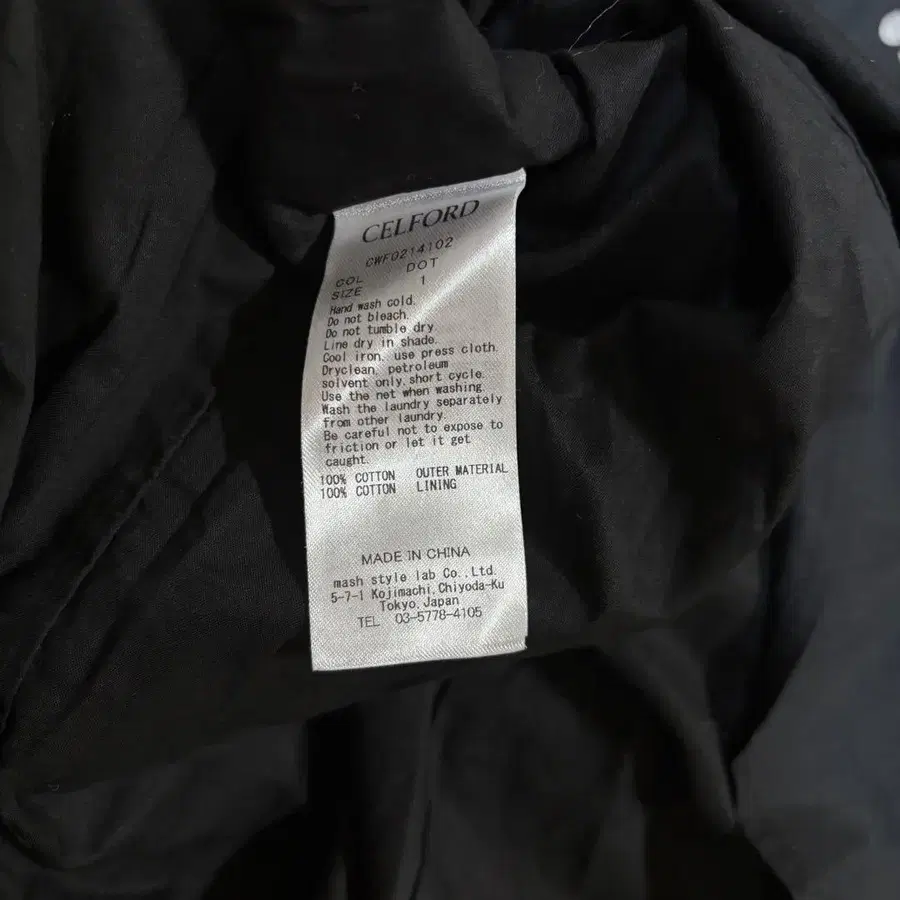 CELFORD
CWF0214102
COL DOT
SIZE 1
Hand wash cold.
Do not bleach.
Do not tumble dry.
Line dry in shade.
Cool iron, use press cloth.
Dryclean, petroleum
solvent only, short cycle.
Use the net when washing.
Wash the laundry separately
from other laundry.
Be careful not to expose to
friction or let it get
caught.
100% COTTON OUTER MATERIAL
100% COTTON LINING
MADE IN CHINA
mash style lab Co.,Ltd.
5-7-1 Kojimachi,Chiyoda-Ku
Tokyo,Japan
TEL 03-5778-4105